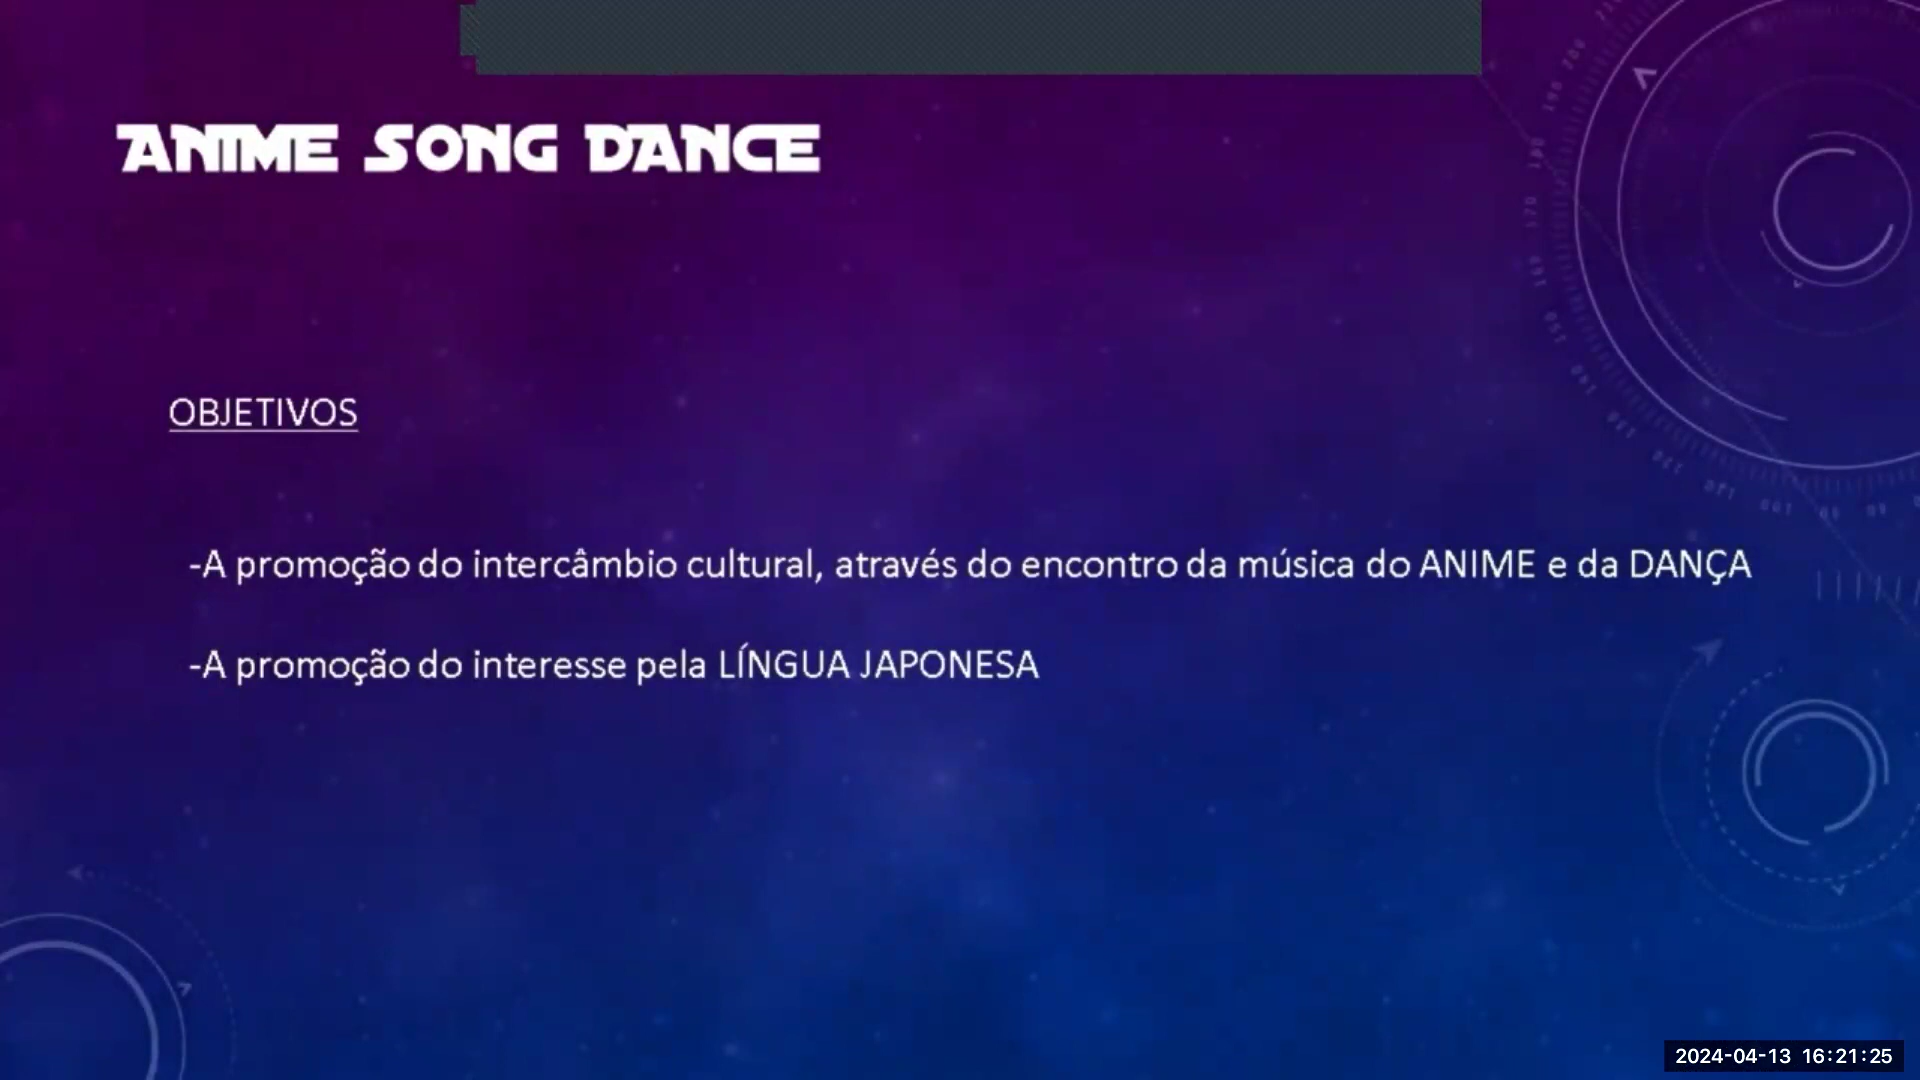 ANIME SONG DANCE
OBJETIVOS
-A promoção do intercâmbio cultural, através do encontro da música do ANIME e da DANÇA
-A promoção do interesse pela LÍNGUA JAPONESA
2024-04-13 16:21:25